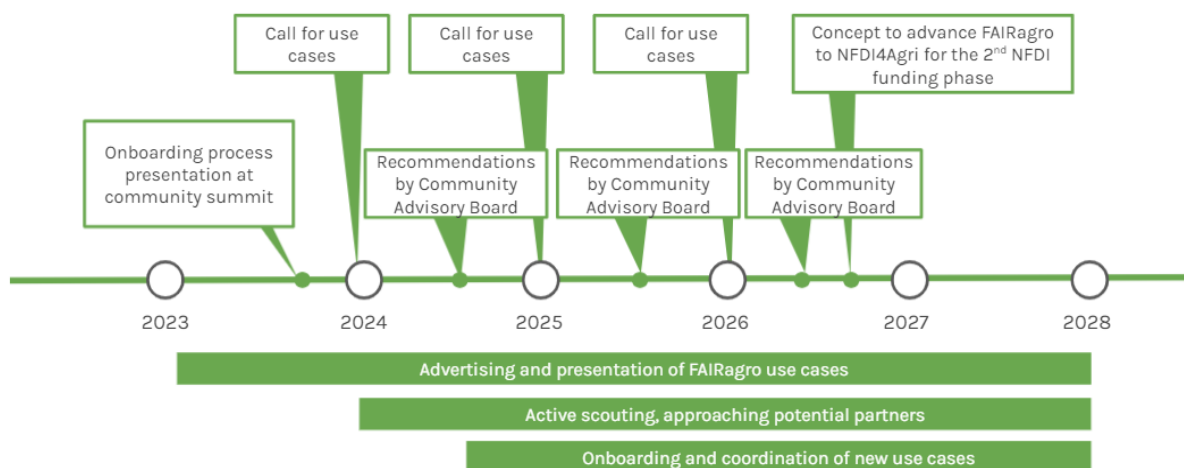 Call for use
cases
Call for use
cases
Call for use
cases
Concept to advance FAIRagro
to NFDI4Agri for the 2nd NFDI
funding phase
Onboarding process
presentation at
community summit
Recommendations
by Community
Advisory Board
Recommendations
by Community
Advisory Board
Recommendations
by Community
Advisory Board
2023
2024
2025
2026
2027
2028
Advertising and presentation of FAIRagro use cases
Active scouting, approaching potential partners
Onboarding and coordination of new use cases